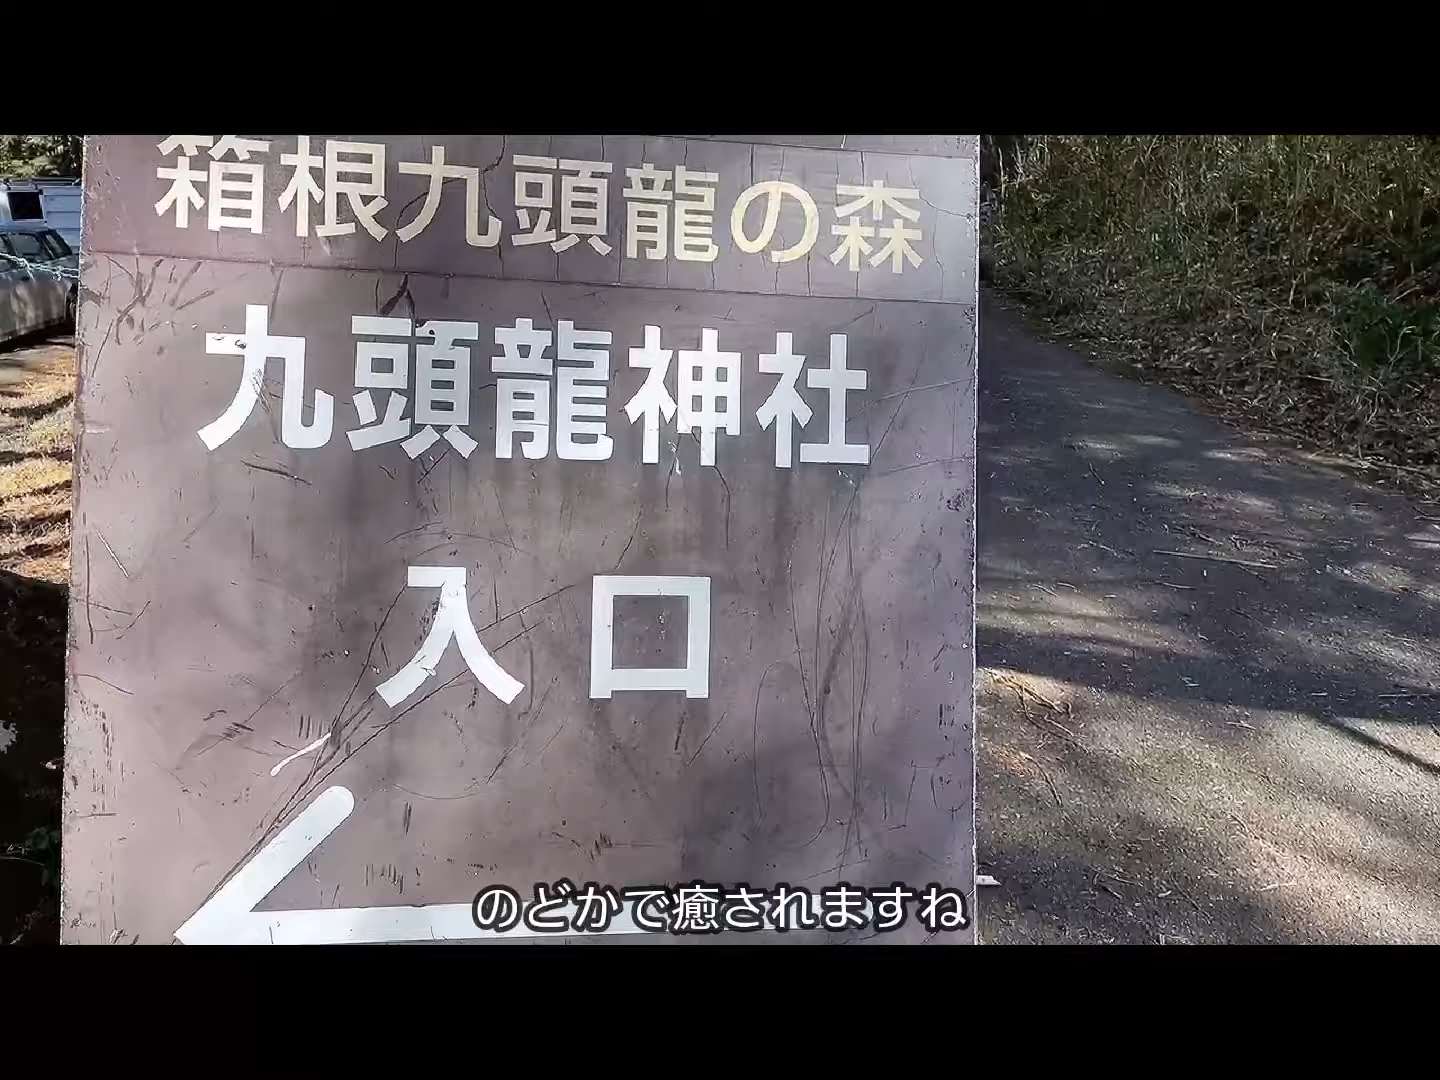 箱根九頭龍の森
九頭龍神社
入口
のどかで癒されますね